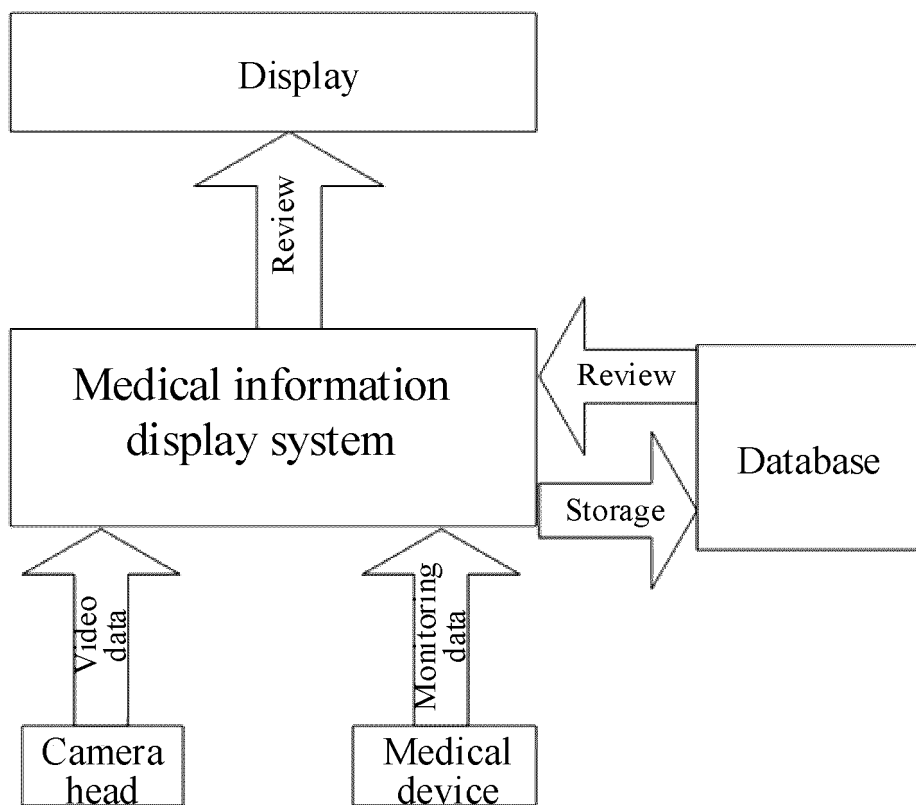 Display
Review
Medical information
display system
Review
Database
Storage
Video
data
Monitoring
data
Camera
head
Medical
device